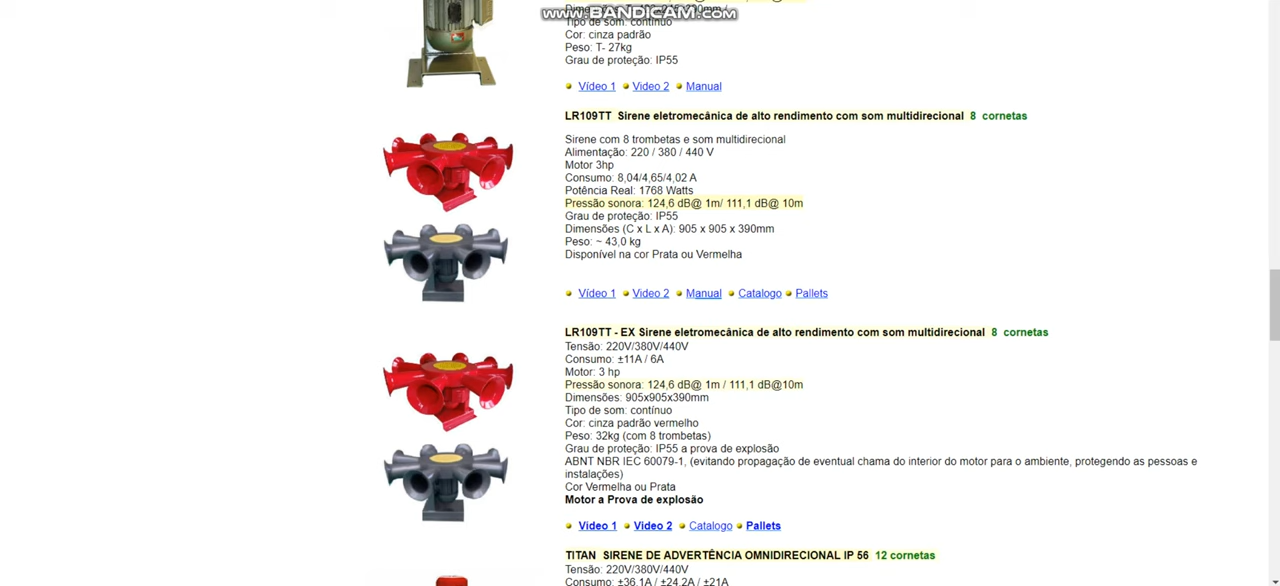 www.BANDICAM.com
Tipo de som: contínuo
Cor: cinza padrão
Peso: T- 27kg
Grau de proteção: IP55
Vídeo 1 Video 2 Manual
LR109TT Sirene eletromecânica de alto rendimento com som multidirecional 8 cornetas
Sirene com 8 trombetas e som multidirecional
Alimentação: 220 / 380 / 440 V
Motor 3hp
Consumo: 8,04/4,65/4,02 A
Potência Real: 1768 Watts
Pressão sonora: 124,6 dB@ 1m/ 111,1 dB@ 10m
Grau de proteção: IP55
Dimensões (C x L x A): 905 x 905 x 390mm
Peso: ~ 43,0 kg
Disponível na cor Prata ou Vermelha
Vídeo 1 Video 2 Manual Catalogo Pallets
LR109TT - EX Sirene eletromecânica de alto rendimento com som multidirecional 8 cornetas
Tensão: 220V/380V/440V
Consumo: ±11A / 6A
Motor: 3 hp
Pressão sonora: 124,6 dB@ 1m / 111,1 dB@10m
Dimensões: 905x905x390mm
Tipo de som: contínuo
Cor: cinza padrão vermelho
Peso: 32kg (com 8 trombetas)
Grau de proteção: IP55 a prova de explosão
ABNT NBR IEC 60079-1, (evitando propagação de eventual chama do interior do motor para o ambiente, protegendo as pessoas e
instalações)
Cor Vermelha ou Prata
Motor a Prova de explosão
Video 1 Video 2 Catalogo Pallets
TITAN SIRENE DE ADVERTÊNCIA OMNIDIRECIONAL IP 56 12 cornetas
Tensão: 220V/380V/440V
Consumo: ±36,1A / ±24,2A / ±21A